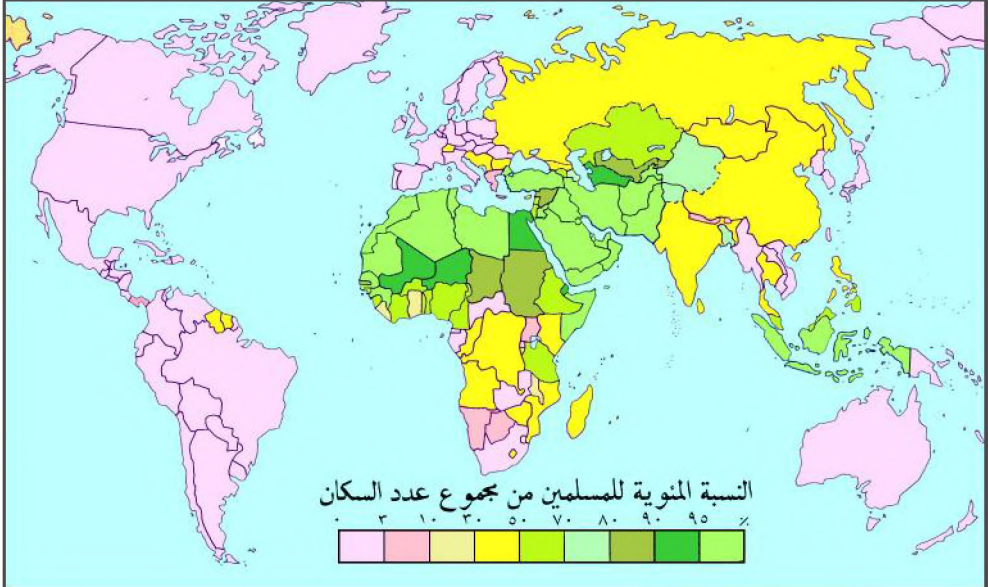 النسبة المئوية للمسلمين من مجموع عدد السكان
٠ ٣ ١٠ ٣٠ ٥٠ ٧٠ ٨٠ ٩٠ ٩٥ ٪